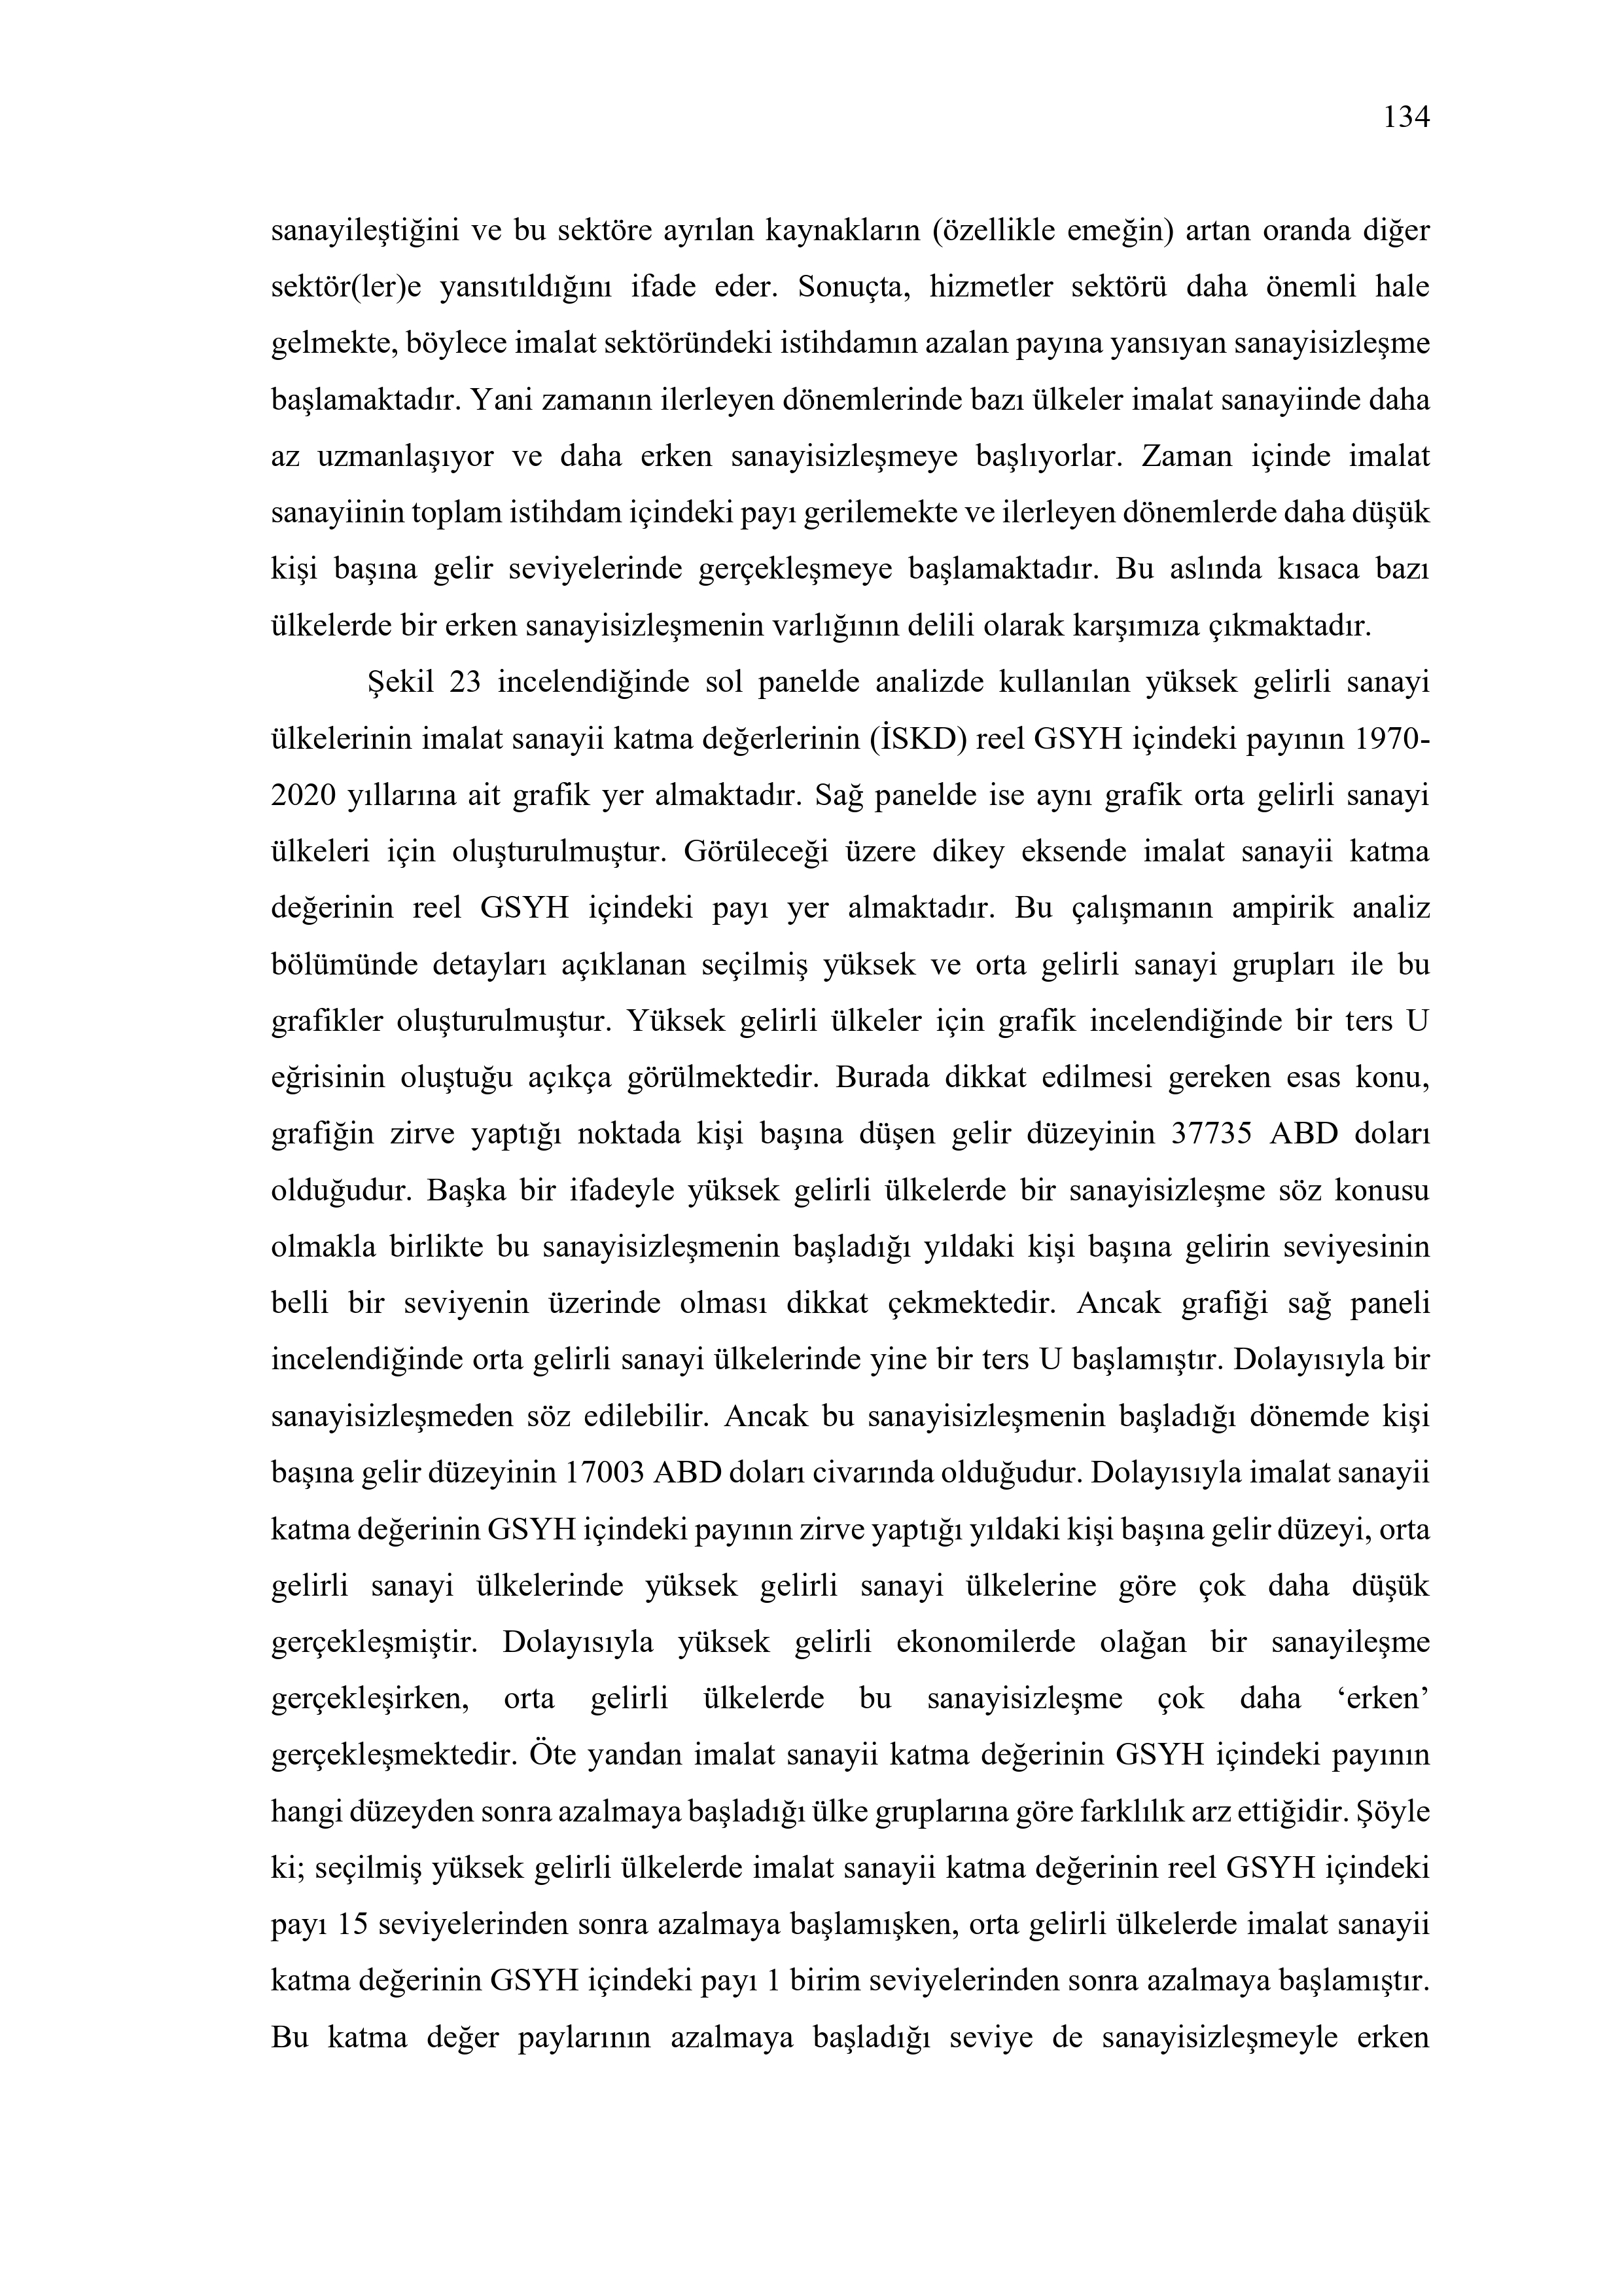 134
sanayileştiğini ve bu sektöre ayrılan kaynakların (özellikle emeğin) artan oranda diğer
sektör(ler)e yansıtıldığını ifade eder. Sonuçta, hizmetler sektörü daha önemli hale
gelmekte, böylece imalat sektöründeki istihdamın azalan payına yansıyan sanayisizleşme
başlamaktadır. Yani zamanın ilerleyen dönemlerinde bazı ülkeler imalat sanayiinde daha
az uzmanlaşıyor ve daha erken sanayisizleşmeye başlıyorlar. Zaman içinde imalat
sanayiinin toplam istihdam içindeki payı gerilemekte ve ilerleyen dönemlerde daha düşük
kişi başına gelir seviyelerinde gerçekleşmeye başlamaktadır. Bu aslında kısaca bazı
ülkelerde bir erken sanayisizleşmenin varlığının delili olarak karşımıza çıkmaktadır.
Şekil 23 incelendiğinde sol panelde analizde kullanılan yüksek gelirli sanayi
ülkelerinin imalat sanayii katma değerlerinin (İSKD) reel GSYH içindeki payının 1970-
2020 yıllarına ait grafik yer almaktadır. Sağ panelde ise aynı grafik orta gelirli sanayi
ülkeleri için oluşturulmuştur. Görüleceği üzere dikey eksende imalat sanayii katma
değerinin reel GSYH içindeki payı yer almaktadır. Bu çalışmanın ampirik analiz
bölümünde detayları açıklanan seçilmiş yüksek ve orta gelirli sanayi grupları ile bu
grafikler oluşturulmuştur. Yüksek gelirli ülkeler için grafik incelendiğinde bir ters U
eğrisinin oluştuğu açıkça görülmektedir. Burada dikkat edilmesi gereken esas konu,
grafiğin zirve yaptığı noktada kişi başına düşen gelir düzeyinin 37735 ABD doları
olduğudur. Başka bir ifadeyle yüksek gelirli ülkelerde bir sanayisizleşme söz konusu
olmakla birlikte bu sanayisizleşmenin başladığı yıldaki kişi başına gelirin seviyesinin
belli bir seviyenin üzerinde olması dikkat çekmektedir. Ancak grafiği sağ paneli
incelendiğinde orta gelirli sanayi ülkelerinde yine bir ters U başlamıştır. Dolayısıyla bir
sanayisizleşmeden söz edilebilir. Ancak bu sanayisizleşmenin başladığı dönemde kişi
başına gelir düzeyinin 17003 ABD doları civarında olduğudur. Dolayısıyla imalat sanayii
katma değerinin GSYH içindeki payının zirve yaptığı yıldaki kişi başına gelir düzeyi, orta
gelirli sanayi ülkelerinde yüksek gelirli sanayi ülkelerine göre çok daha düşük
gerçekleşmiştir. Dolayısıyla yüksek gelirli ekonomilerde olağan bir sanayileşme
gerçekleşirken, orta gelirli ülkelerde bu sanayisizleşme çok daha ‘erken’
gerçekleşmektedir. Öte yandan imalat sanayii katma değerinin GSYH içindeki payının
hangi düzeyden sonra azalmaya başladığı ülke gruplarına göre farklılık arz ettiğidir. Şöyle
ki; seçilmiş yüksek gelirli ülkelerde imalat sanayii katma değerinin reel GSYH içindeki
payı 15 seviyelerinden sonra azalmaya başlamışken, orta gelirli ülkelerde imalat sanayii
katma değerinin GSYH içindeki payı 1 birim seviyelerinden sonra azalmaya başlamıştır.
Bu katma değer paylarının azalmaya başladığı seviye de sanayisizleşmeyle erken